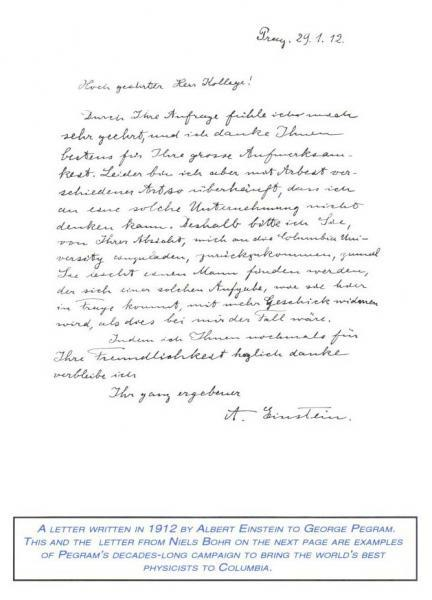 Prag. 29.1.12.
Hoch geehrter Herr Kollege!
Durch Ihre Anfrage fühle ich mich
sehr geehrt, und ich danke Ihnen
bestens für Ihre grosse Aufmerksam-
keit. Leider bin ich aber mit Arbeit ver-
schiedener Art so überhäuft, dass ich
an eine solche Unternehmung nicht
denken kann. Deshalb bitte ich Sie,
von Ihrer Absicht, mich an die Columbia Uni-
versity einzuladen, zurückzukommen, zumal
Sie leicht einen Mann finden werden,
der sich einer solchen Aufgabe, wie sie hier
in Frage kommt, mit mehr Geschick widmen
wird, als dies bei mir der Fall wäre.
Indem ich Ihnen nochmals für
Ihre Freundlichkeit herzlich danke
verbleibe ich
Ihr ganz ergebener
A. Einstein.
A LETTER WRITTEN IN 1912 BY ALBERT EINSTEIN TO GEORGE PEGRAM.
THIS AND THE LETTER FROM NIELS BOHR ON THE NEXT PAGE ARE EXAMPLES
OF PEGRAM'S DECADES-LONG CAMPAIGN TO BRING THE WORLD'S BEST
PHYSICISTS TO COLUMBIA.